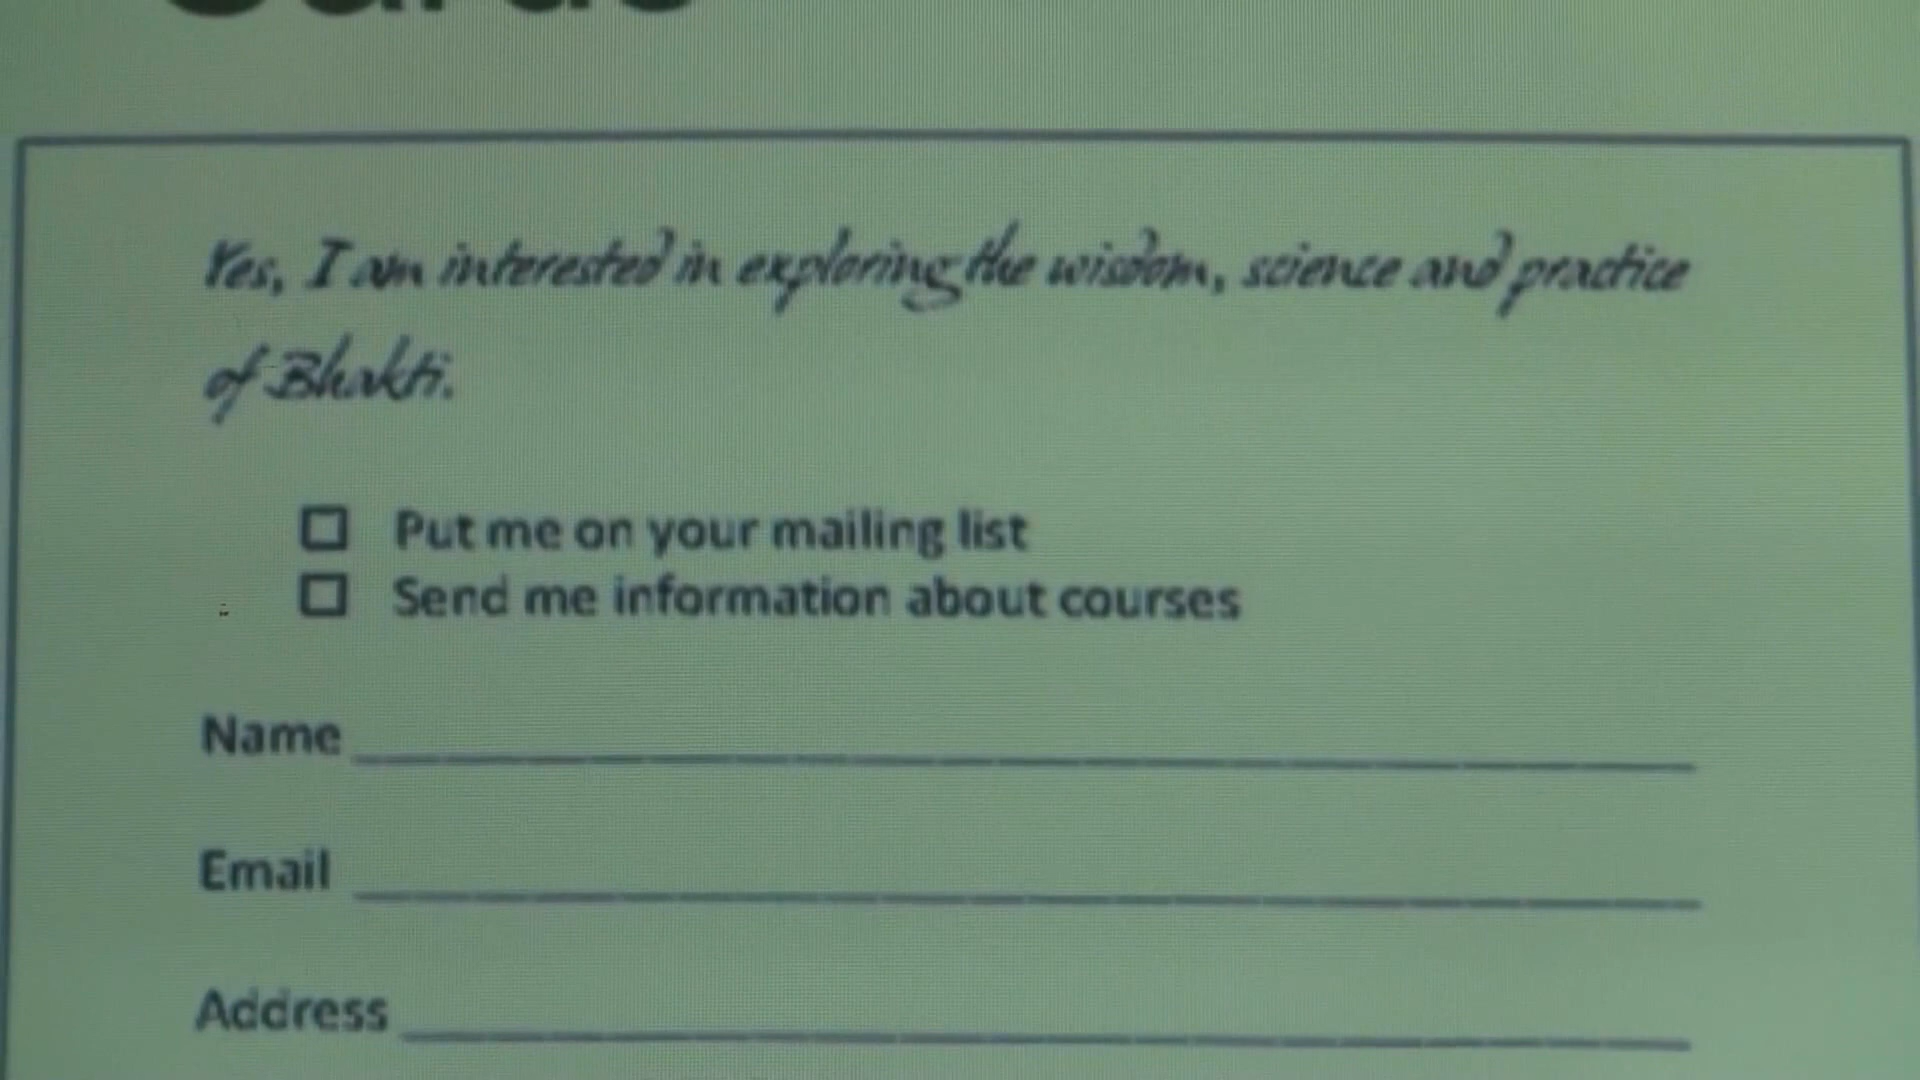 Yes, I am interested in exploring the wisdom, science and practice
of Bhakti.
Put me on your mailing list
Send me information about courses
Name
Email
Address